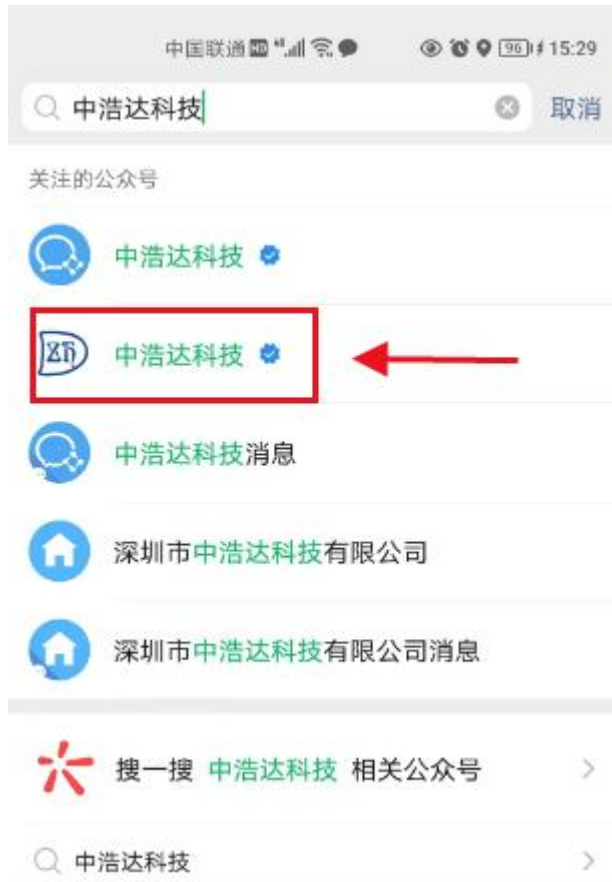 中国联通 HD 4G 96 15:29
中浩达科技 取消
关注的公众号
中浩达科技
ZH 中浩达科技
中浩达科技消息
深圳市中浩达科技有限公司
深圳市中浩达科技有限公司消息
搜一搜 中浩达科技 相关公众号
中浩达科技